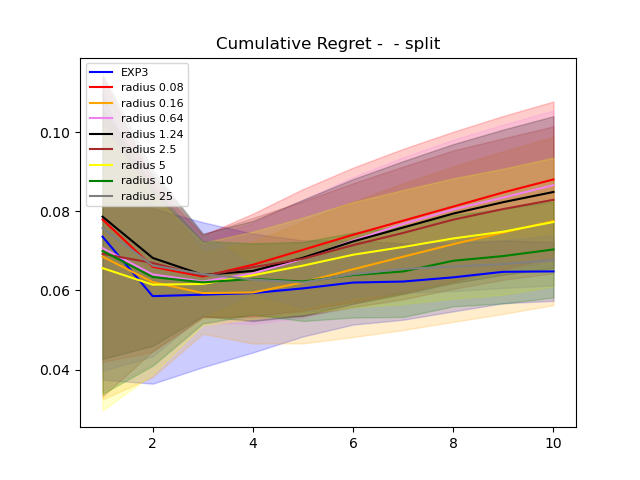 Cumulative Regret -  - split
EXP3
radius 0.08
radius 0.16
radius 0.64
radius 1.24
radius 2.5
radius 5
radius 10
radius 25
0.10
0.08
0.06
0.04
2 4 6 8 10